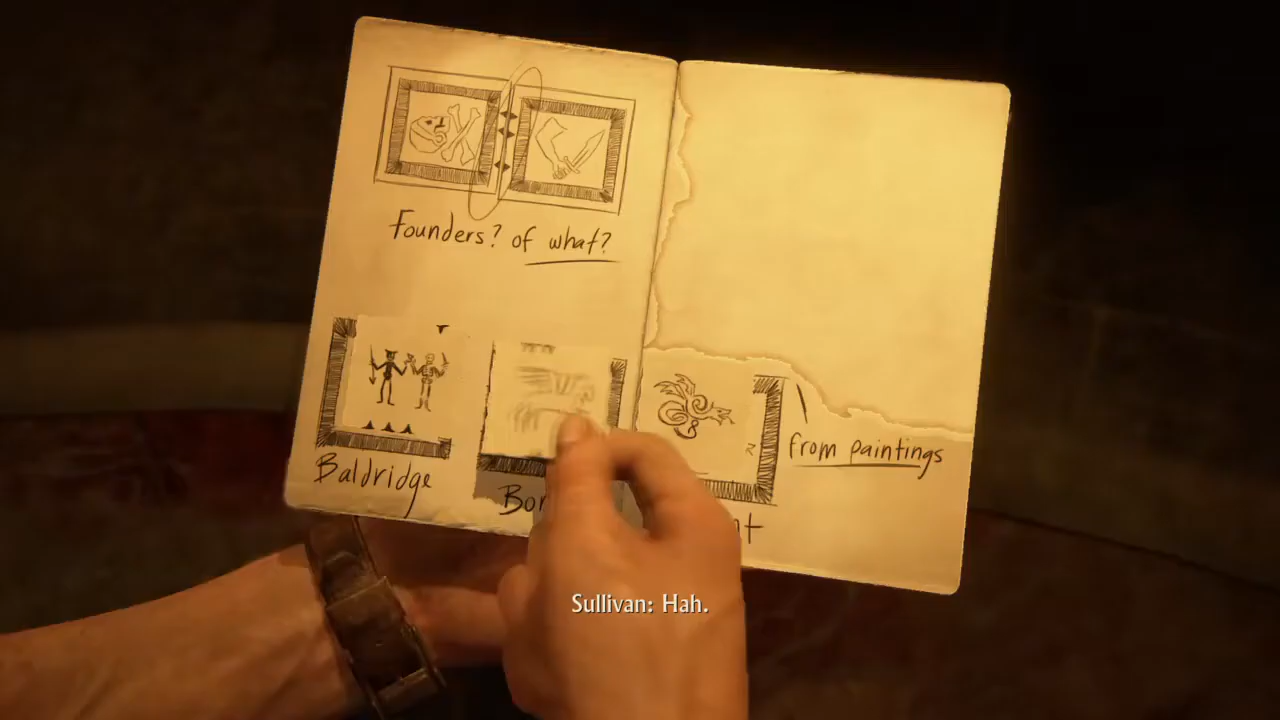 Founders? of what?
from paintings
Baldridge
Sullivan: Hah.